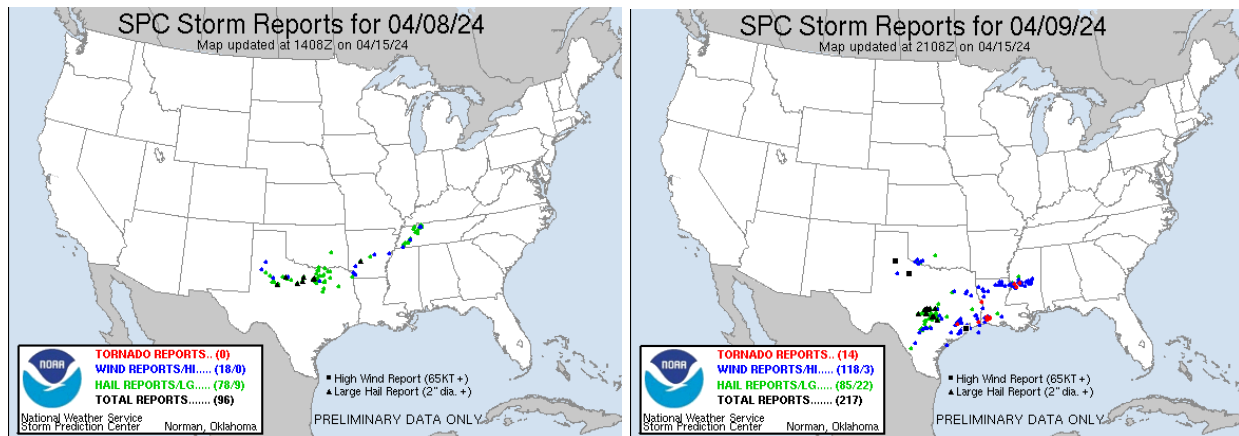 SPC Storm Reports for 04/08/24
Map updated at 1408Z on 04/15/24
NOAA
TORNADO REPORTS.. (0)
WIND REPORTS/HI..... (18/0)
HAIL REPORTS/LG..... (78/9)
TOTAL REPORTS....... (96)
National Weather Service
Storm Prediction Center Norman, Oklahoma
■ High Wind Report (65KT +)
▲ Large Hail Report (2" dia. +)
PRELIMINARY DATA ONLY
SPC Storm Reports for 04/09/24
Map updated at 2108Z on 04/15/24
NOAA
TORNADO REPORTS.. (14)
WIND REPORTS/HI..... (118/3)
HAIL REPORTS/LG..... (85/22)
TOTAL REPORTS....... (217)
National Weather Service
Storm Prediction Center Norman, Oklahoma
■ High Wind Report (65KT +)
▲ Large Hail Report (2" dia. +)
PRELIMINARY DATA ONLY